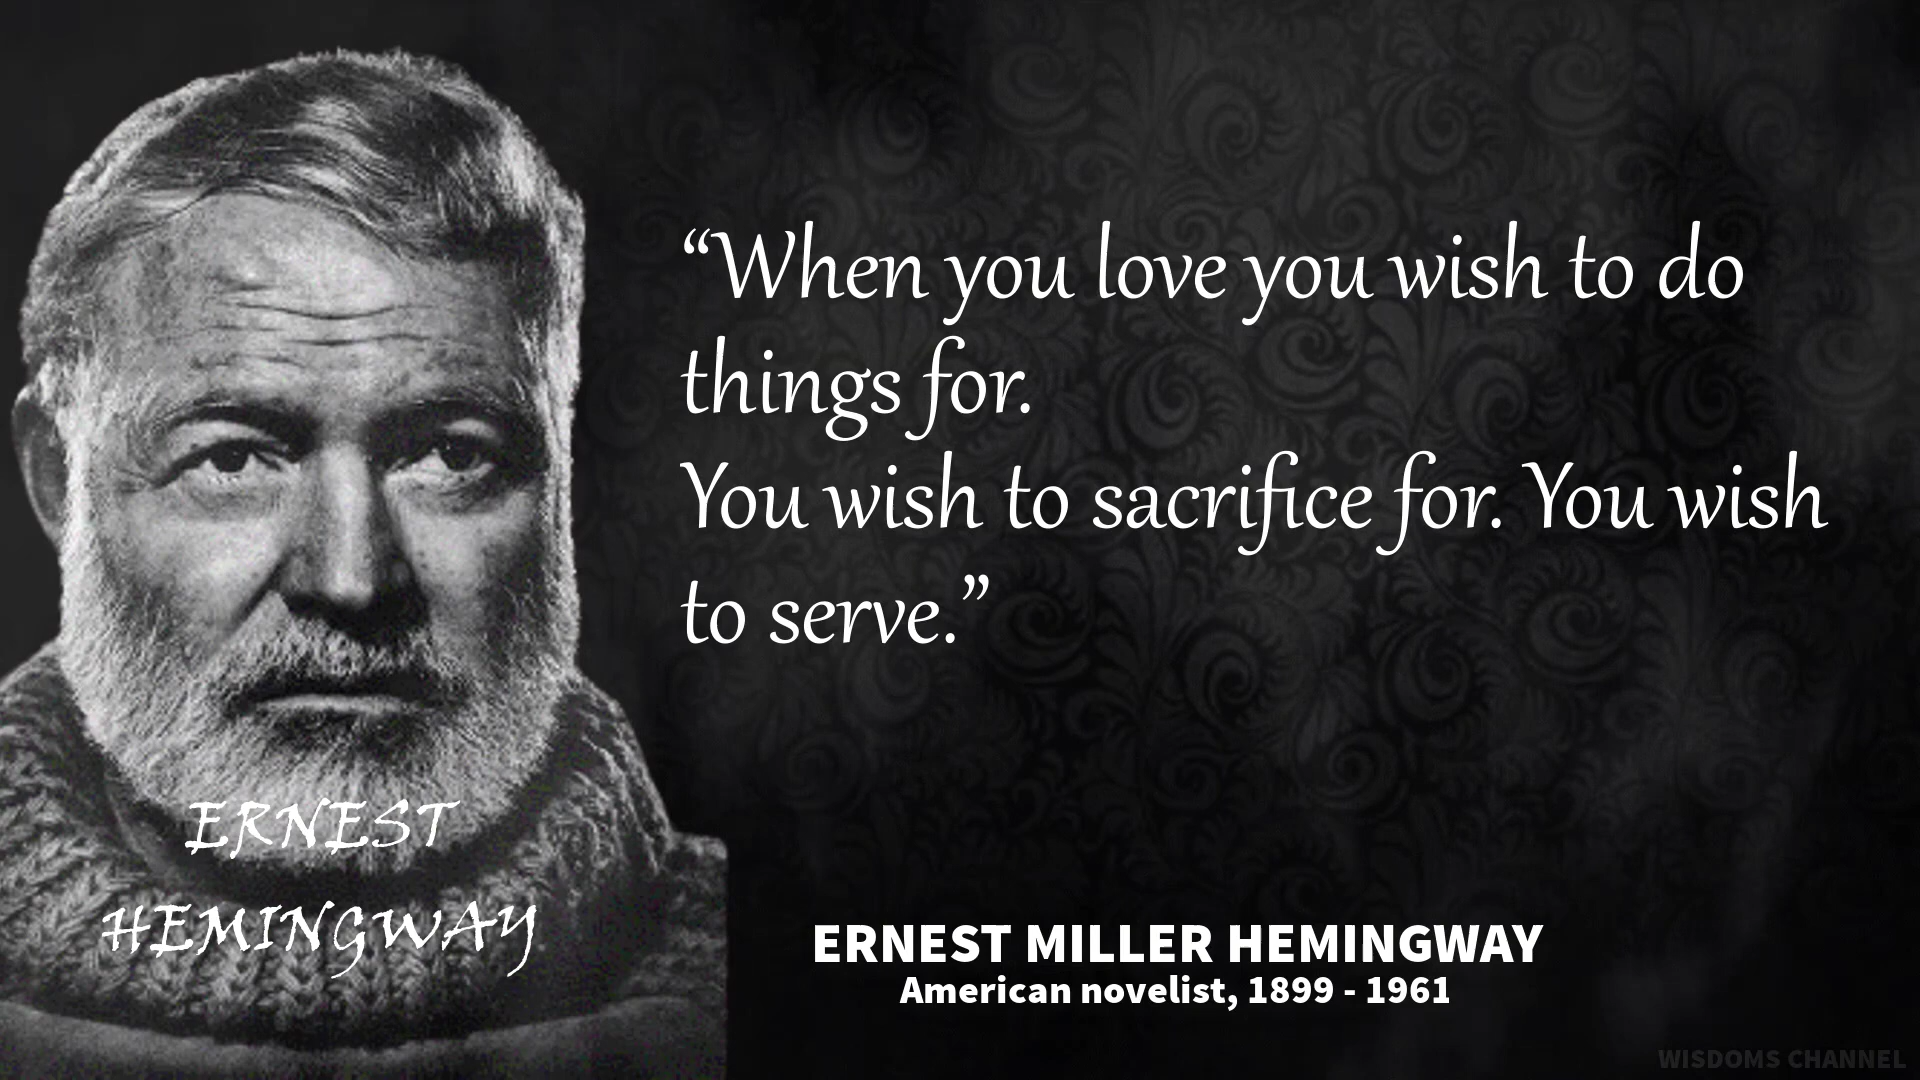 “When you love you wish to do
things for.
You wish to sacrifice for. You wish
to serve.”
ERNEST
HEMINGWAY
ERNEST MILLER HEMINGWAY
American novelist, 1899 - 1961
WISDOMS CHANNEL